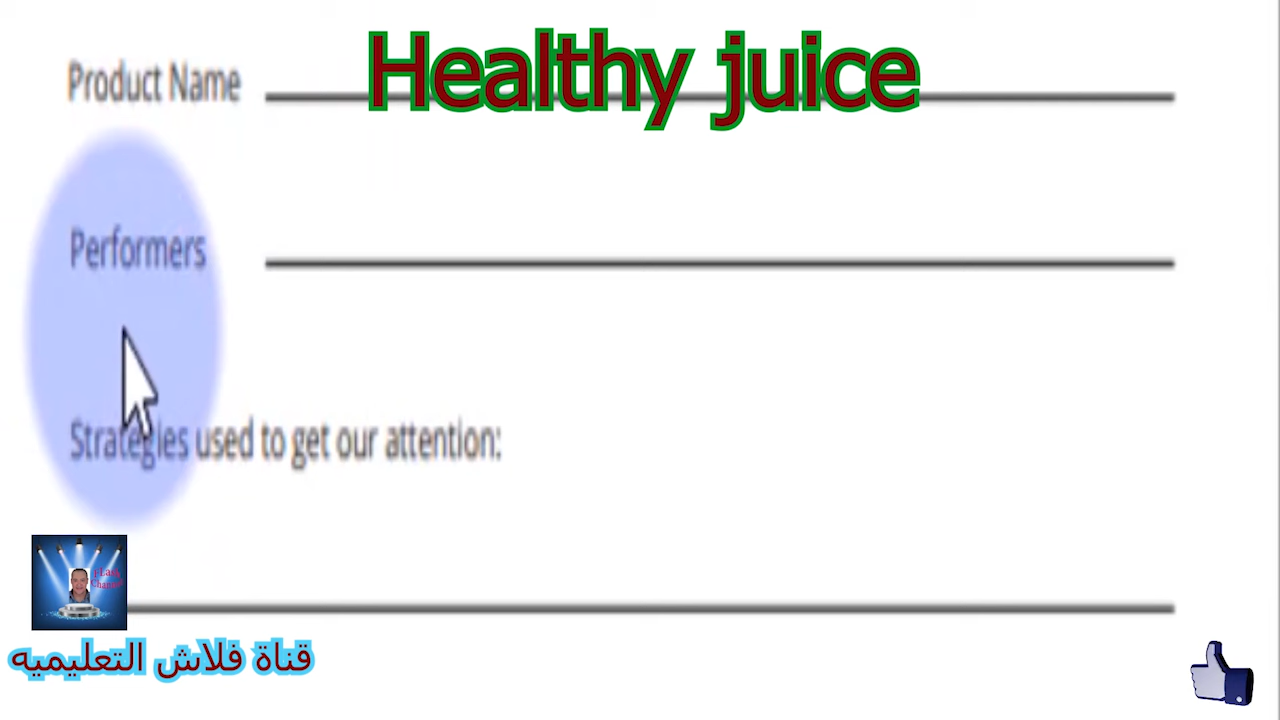 Healthy juice
Product Name
Performers
Strategies used to get our attention:
قناة فلاش التعليميه